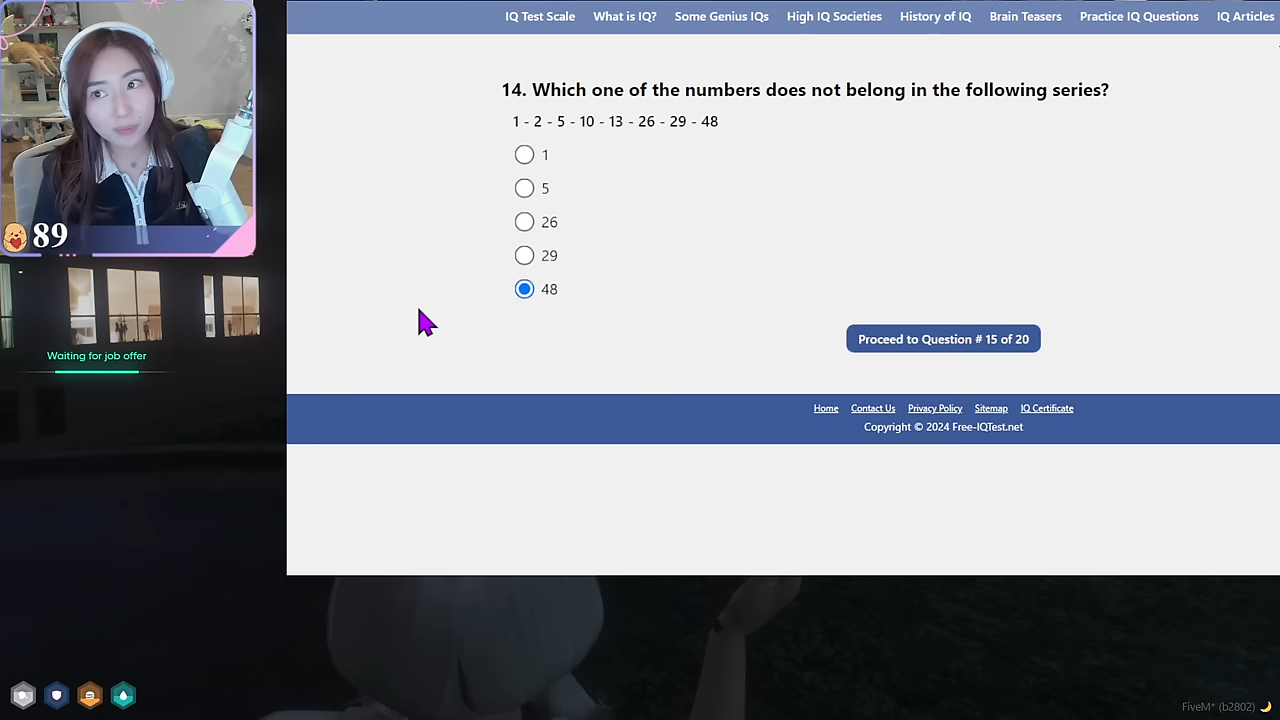 IQ Test Scale What is IQ? Some Genius IQs High IQ Societies History of IQ Brain Teasers Practice IQ Questions IQ Articles
14. Which one of the numbers does not belong in the following series?
1 - 2 - 5 - 10 - 13 - 26 - 29 - 48
1
5
26
29
48
89
Proceed to Question # 15 of 20
Waiting for job offer
Home Contact Us Privacy Policy Sitemap IQ Certificate
Copyright © 2024 Free-IQTest.net
FiveM* (b2802)